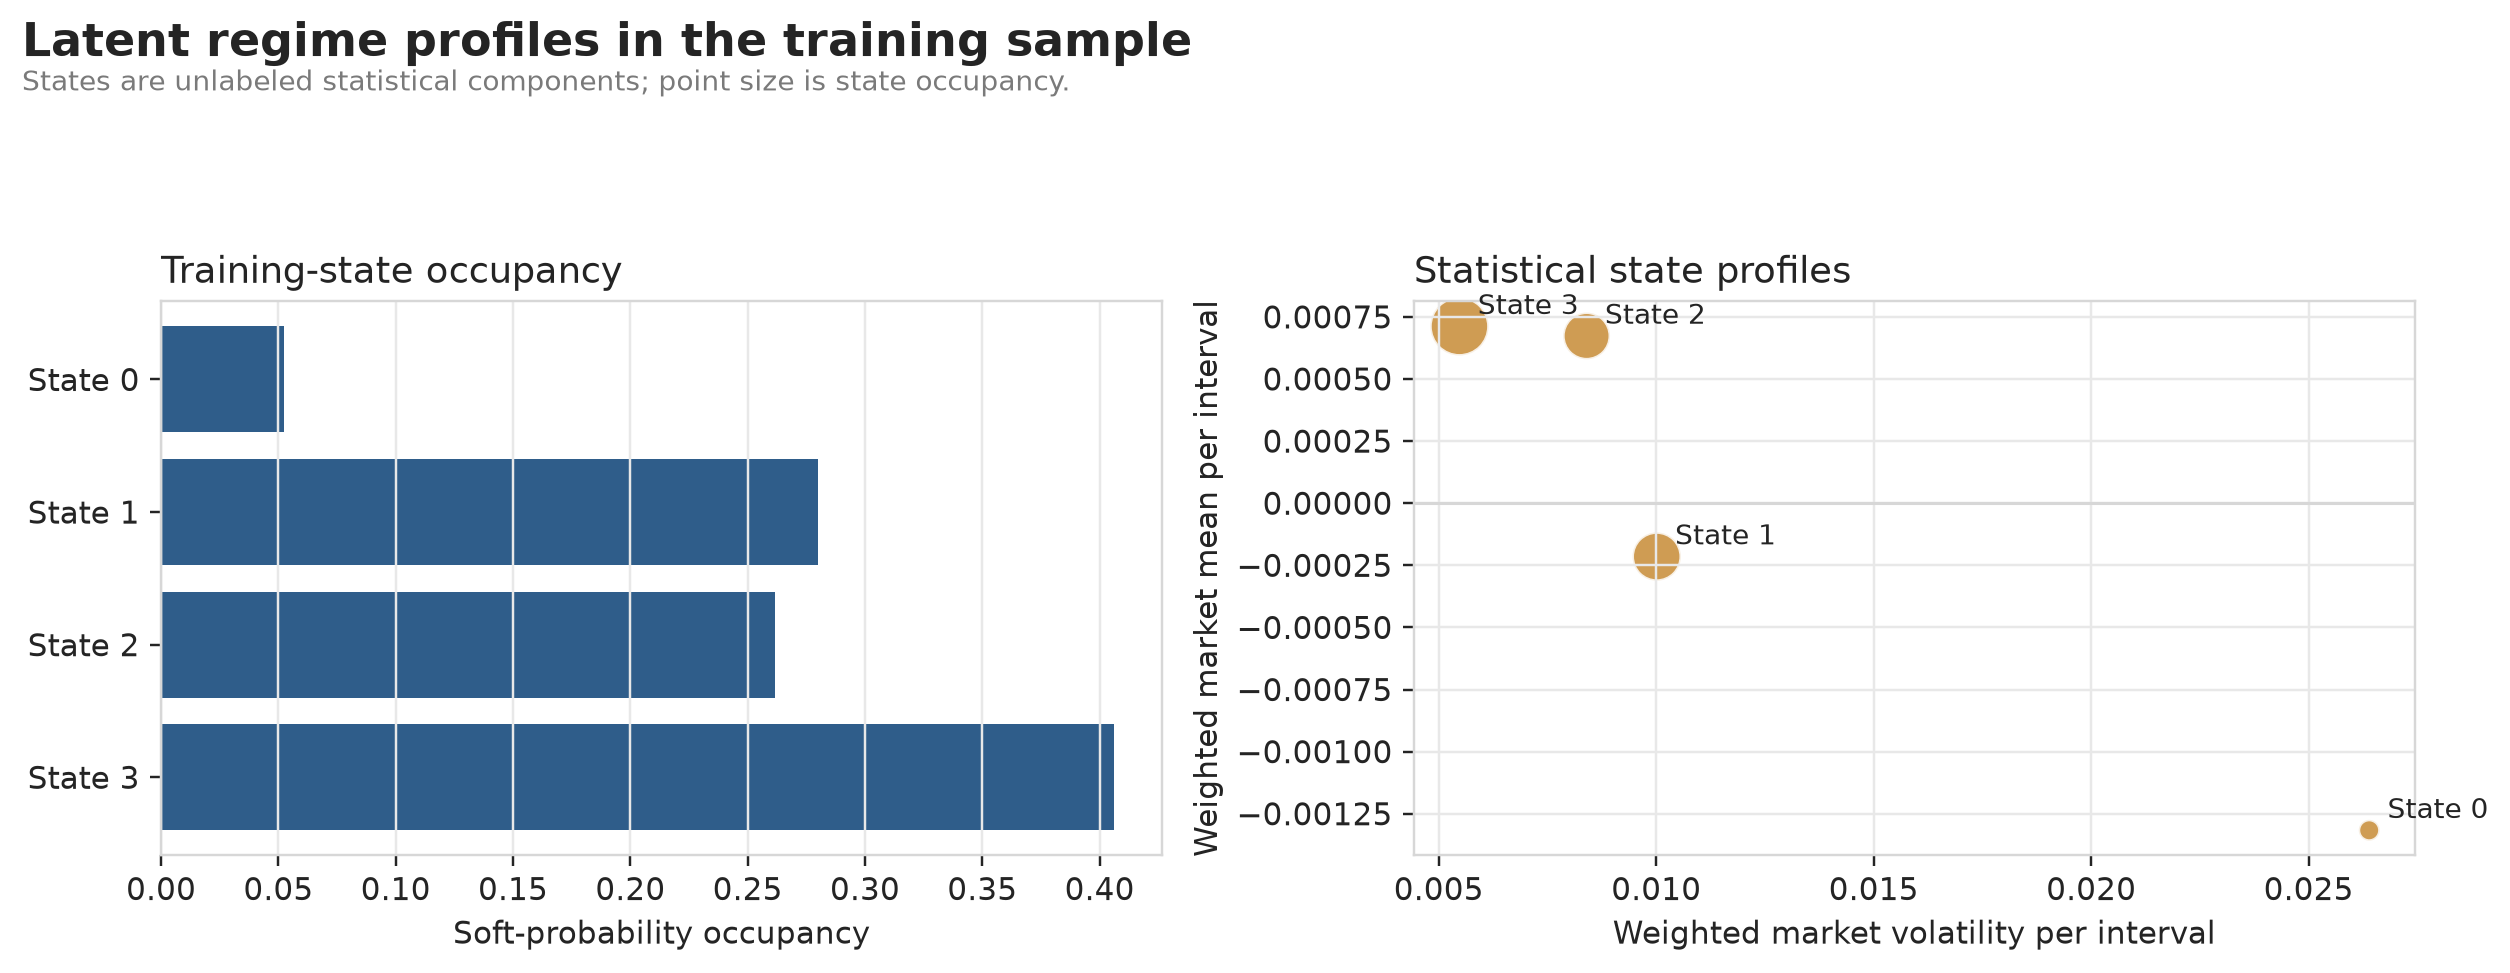 Latent regime profiles in the training sample
States are unlabeled statistical components; point size is state occupancy.
Training-state occupancy
State 0
State 1
State 2
State 3
0.00 0.05 0.10 0.15 0.20 0.25 0.30 0.35 0.40
Soft-probability occupancy
Statistical state profiles
Weighted market mean per interval
0.00075
0.00050
0.00025
0.00000
−0.00025
−0.00050
−0.00075
−0.00100
−0.00125
State 3
State 2
State 1
State 0
0.005 0.010 0.015 0.020 0.025
Weighted market volatility per interval